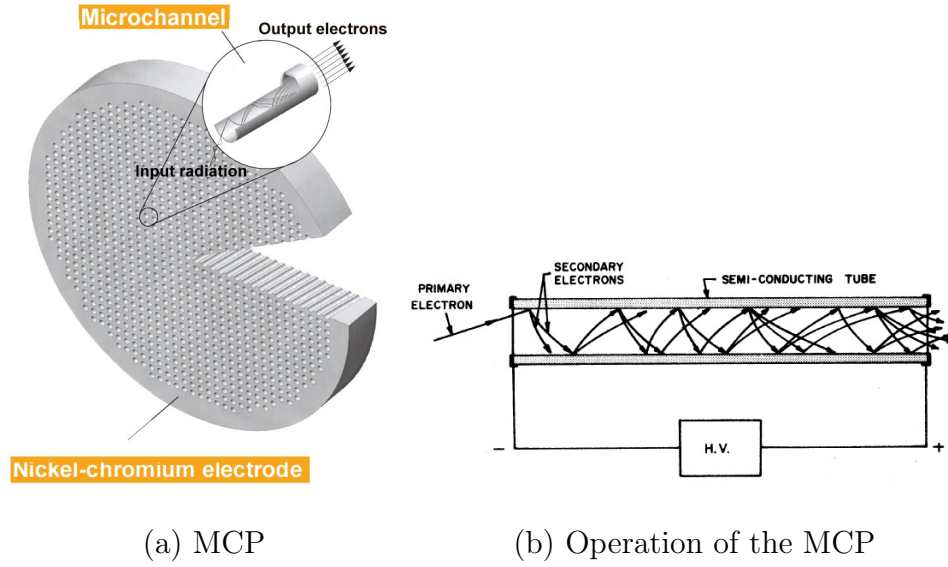 Microchannel
Output electrons
Input radiation
Nickel-chromium electrode
PRIMARY
ELECTRON
SECONDARY
ELECTRONS
SEMI-CONDUCTING TUBE
−
H.V.
+
(a) MCP
(b) Operation of the MCP